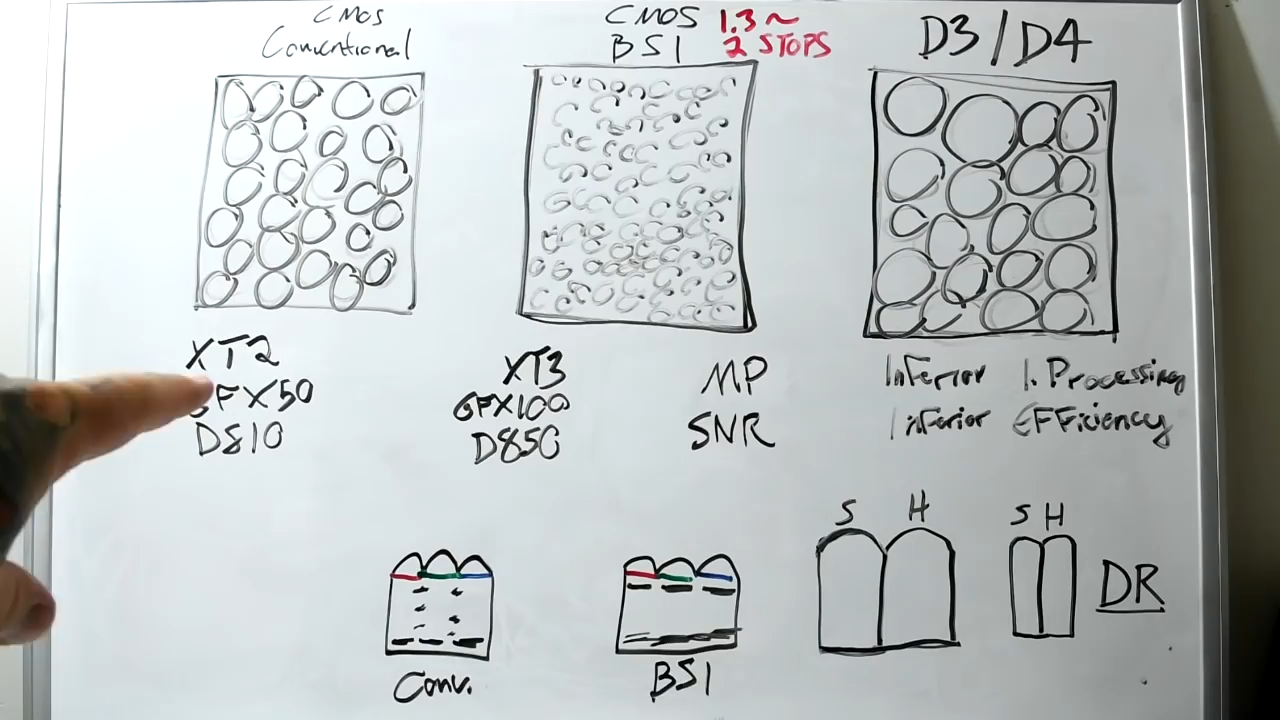 CMOS
Conventional
CMOS
BSI
1.3~
2 STOPS
D3/D4
XT2
GFX50
D810
XT3
GFX100
D850
MP
SNR
Inferior I. Processing
Inferior Efficiency
S H
S H
DR
Conv.
BSI